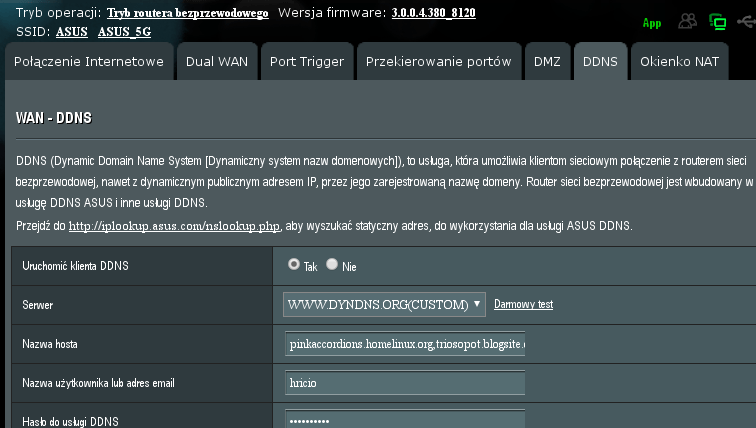 Tryb operacji: Tryb routera bezprzewodowego Wersja firmware: 3.0.0.4.380_8120
SSID: ASUS ASUS_5G
App
Połączenie Internetowe Dual WAN Port Trigger Przekierowanie portów DMZ DDNS Okienko NAT
WAN - DDNS
DDNS (Dynamic Domain Name System [Dynamiczny system nazw domenowych]), to usługa, która umożliwia klientom sieciowym połączenie z routerem sieci
bezprzewodowej, nawet z dynamicznym publicznym adresem IP, przez jego zarejestrowaną nazwę domeny. Router sieci bezprzewodowej jest wbudowany w
usługę DDNS ASUS i inne usługi DDNS.
Przejdź do http://iplookup.asus.com/nslookup.php, aby wyszukać statyczny adres, do wykorzystania dla usługi ASUS DDNS.
Uruchomić klienta DDNS Tak Nie
Serwer WWW.DYNDNS.ORG(CUSTOM) Darmowy test
Nazwa hosta pinkaccordions.homelinux.org,triosopot.blogsite.
Nazwa użytkownika lub adres email hricio
Hasło do usługi DDNS ••••••••••